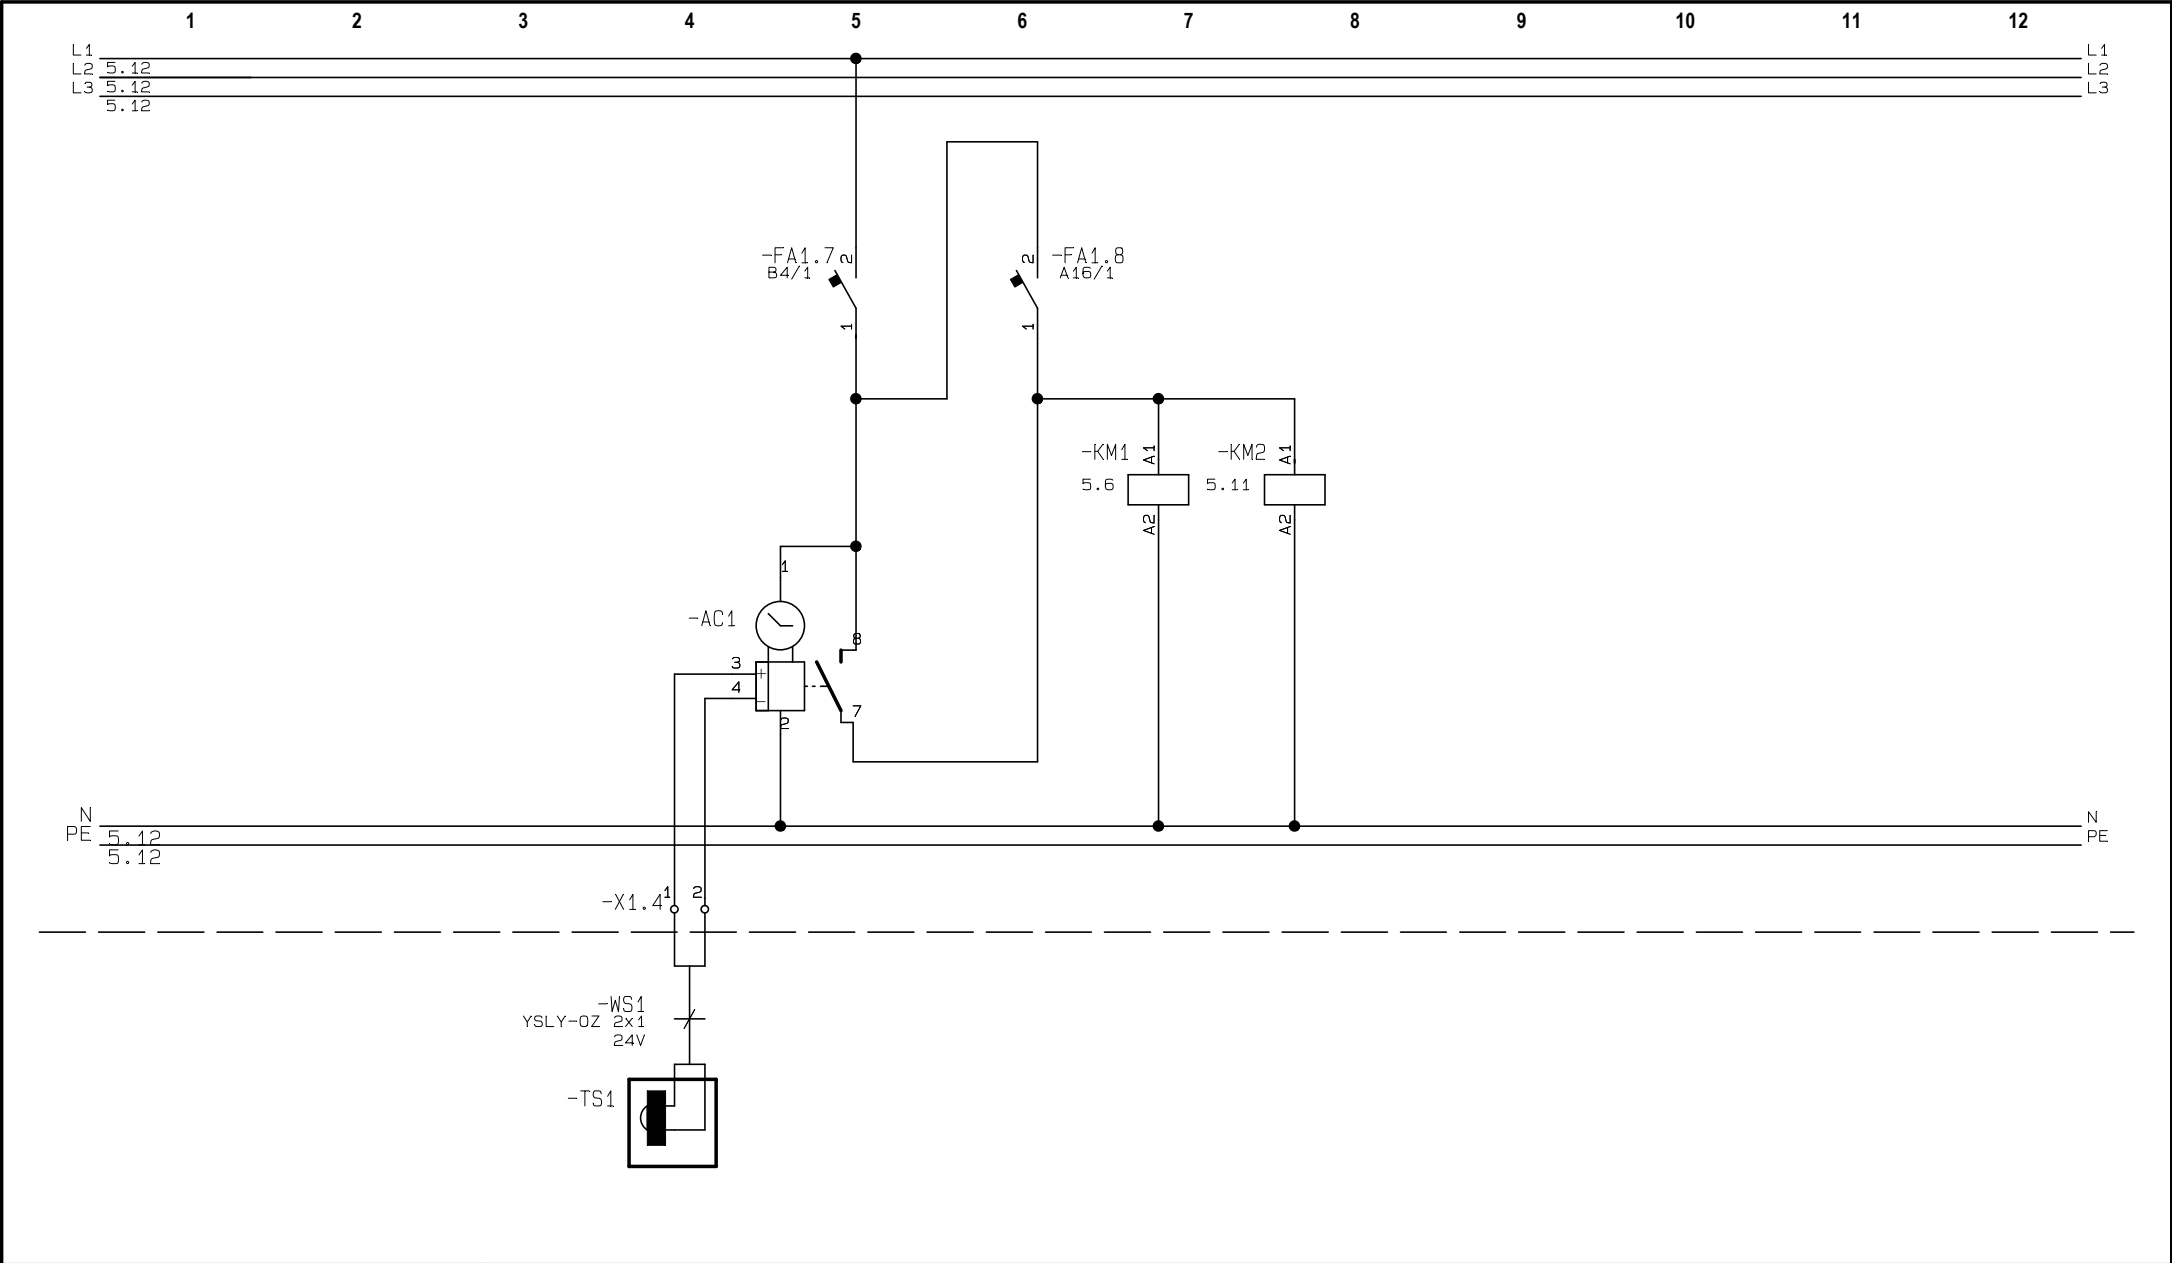 1 2 3 4 5 6 7 8 9 10 11 12
L1 L1
L2 5.12 L2
L3 5.12 L3
5.12
-FA1.7 2 2 -FA1.8
B4/1 A16/1
1 1
-KM1 A1 -KM2 A1
5.6 5.11
A2 A2
1
-AC1
8
3 +
4 -
7
2
N N
PE 5.12 PE
5.12
-X1.4 1 2
-WS1
YSLY-OZ 2x1
24V
-TS1